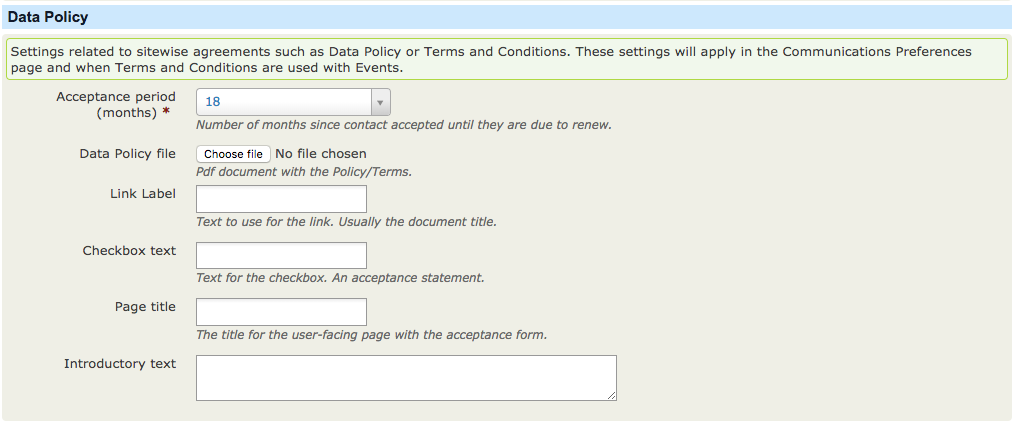 Data Policy
Settings related to sitewise agreements such as Data Policy or Terms and Conditions. These settings will apply in the Communications Preferences
page and when Terms and Conditions are used with Events.
Acceptance period
(months) *
18
Number of months since contact accepted until they are due to renew.
Data Policy file
Choose file No file chosen
Pdf document with the Policy/Terms.
Link Label
Text to use for the link. Usually the document title.
Checkbox text
Text for the checkbox. An acceptance statement.
Page title
The title for the user-facing page with the acceptance form.
Introductory text